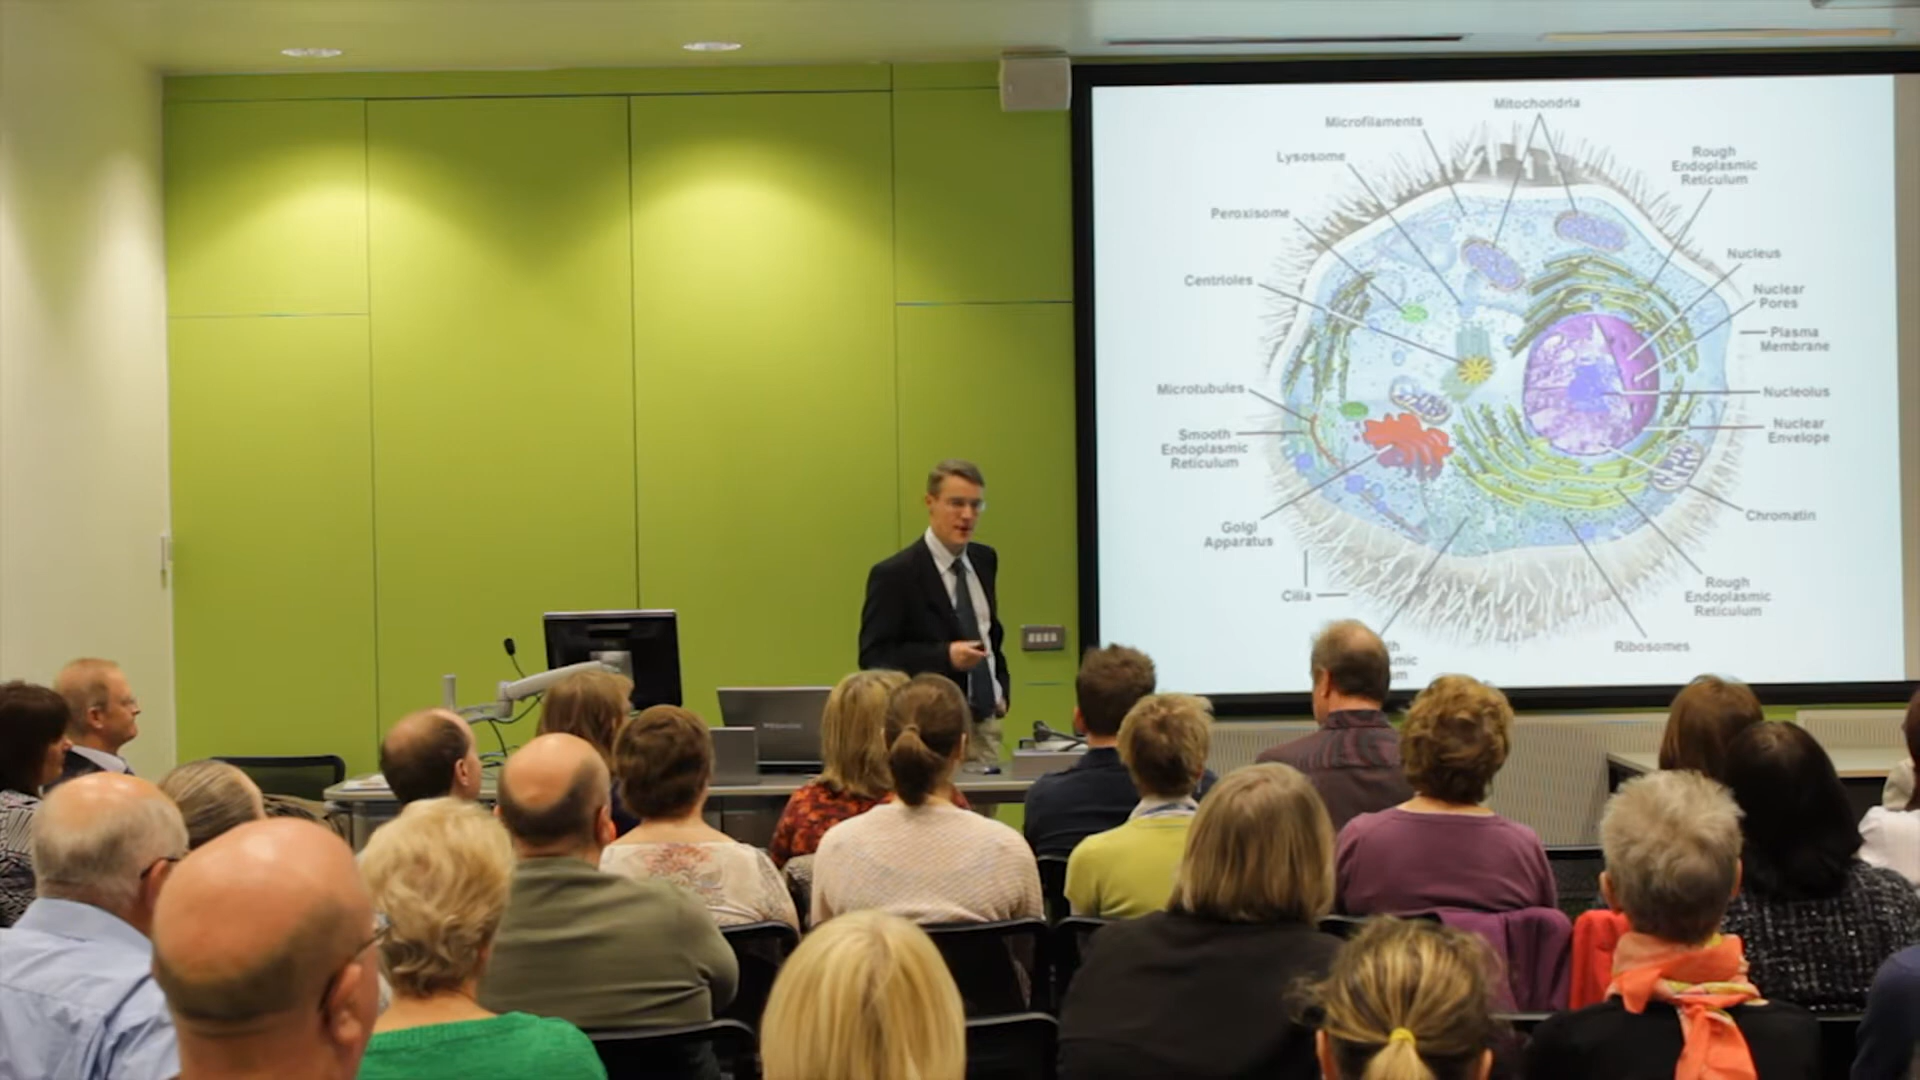 Mitochondria
Microfilaments
Lysosome
Rough
Endoplasmic
Reticulum
Peroxisome
Nucleus
Centrioles
Nuclear
Pores
Plasma
Membrane
Microtubules
Nucleolus
Smooth
Endoplasmic
Reticulum
Nuclear
Envelope
Chromatin
Golgi
Apparatus
Cilia
Rough
Endoplasmic
Reticulum
Ribosomes